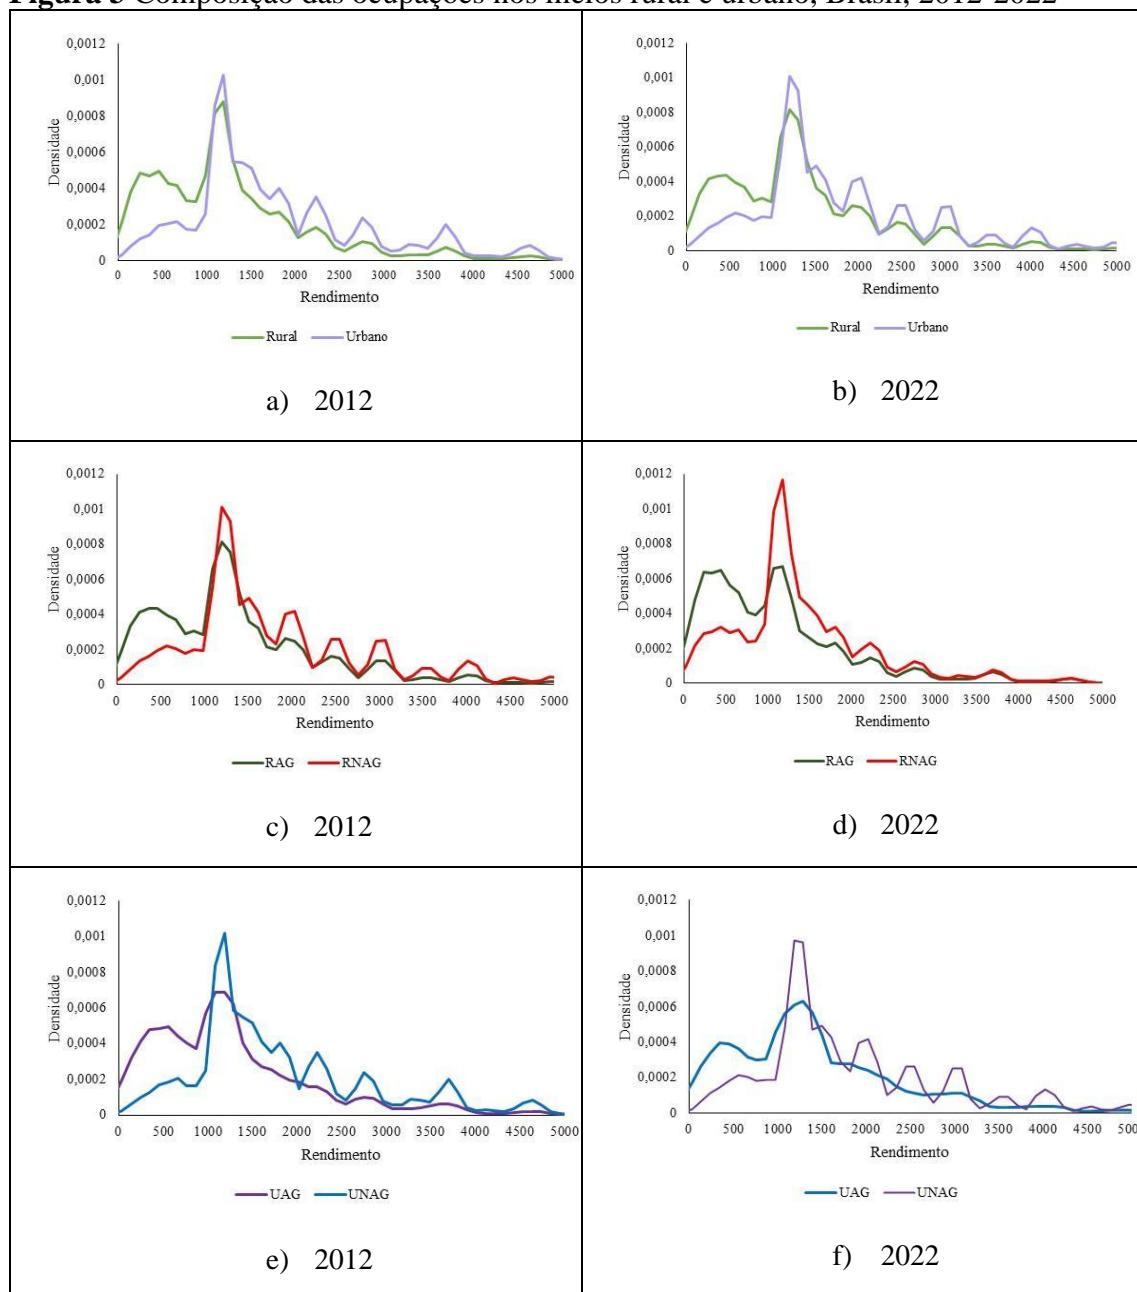 Figura 5 Composição das ocupações nos meios rural e urbano, Brasil, 2012-2022
0,0012
0,001
0,0008
0,0006
0,0004
0,0002
0
Densidade
0 500 1000 1500 2000 2500 3000 3500 4000 4500 5000
Rendimento
Rural Urbano
a) 2012
0,0012
0,001
0,0008
0,0006
0,0004
0,0002
0
Densidade
0 500 1000 1500 2000 2500 3000 3500 4000 4500 5000
Rendimento
Rural Urbano
b) 2022
0,0012
0,001
0,0008
0,0006
0,0004
0,0002
0
Densidade
0 500 1000 1500 2000 2500 3000 3500 4000 4500 5000
Rendimento
RAG RNAG
c) 2012
0,0012
0,001
0,0008
0,0006
0,0004
0,0002
0
Densidade
0 500 1000 1500 2000 2500 3000 3500 4000 4500 5000
Rendimento
RAG RNAG
d) 2022
0,0012
0,001
0,0008
0,0006
0,0004
0,0002
0
Densidade
0 500 1000 1500 2000 2500 3000 3500 4000 4500 5000
Rendimento
UAG UNAG
e) 2012
0,0012
0,001
0,0008
0,0006
0,0004
0,0002
0
Densidade
0 500 1000 1500 2000 2500 3000 3500 4000 4500 500
Rendimento
UAG UNAG
f) 2022